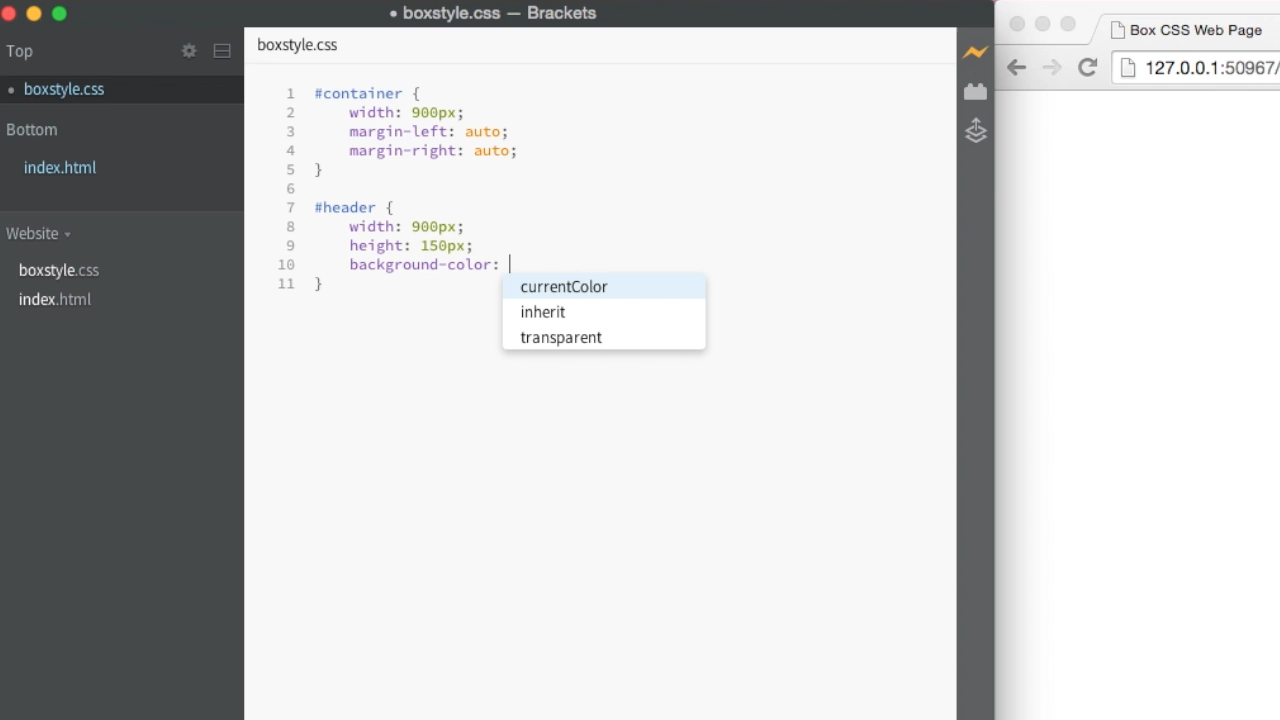 • boxstyle.css — Brackets
Top
• boxstyle.css
Bottom
index.html
Website
boxstyle.css
index.html
boxstyle.css
1 #container {
2 width: 900px;
3 margin-left: auto;
4 margin-right: auto;
5 }
6
7 #header {
8 width: 900px;
9 height: 150px;
10 background-color:
11 }
currentColor
inherit
transparent
Box CSS Web Page
127.0.0.1:50967/